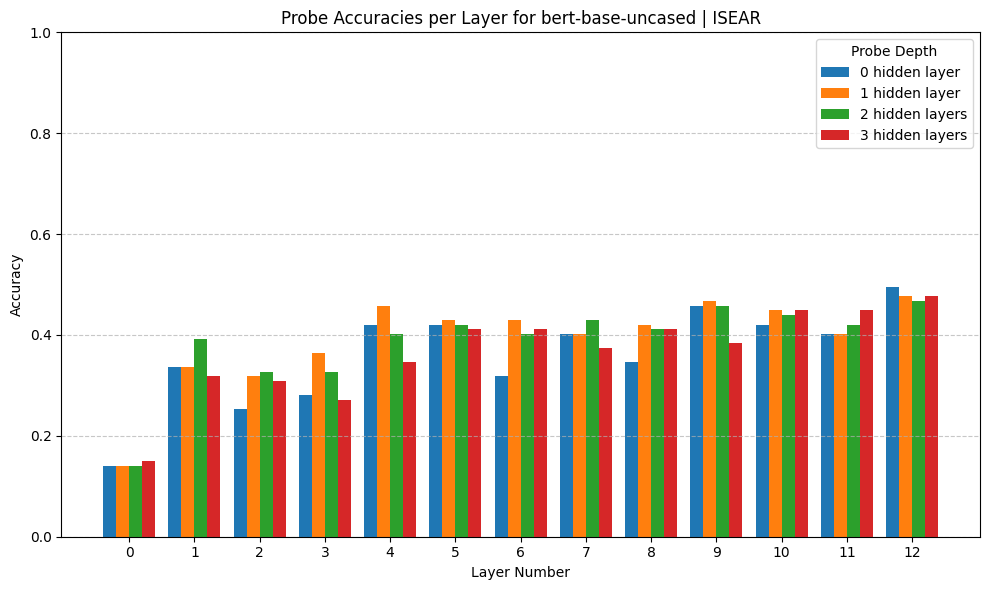 Probe Accuracies per Layer for bert-base-uncased | ISEAR
Probe Depth
0 hidden layer
1 hidden layer
2 hidden layers
3 hidden layers
Accuracy
1.0
0.8
0.6
0.4
0.2
0.0
0 1 2 3 4 5 6 7 8 9 10 11 12
Layer Number